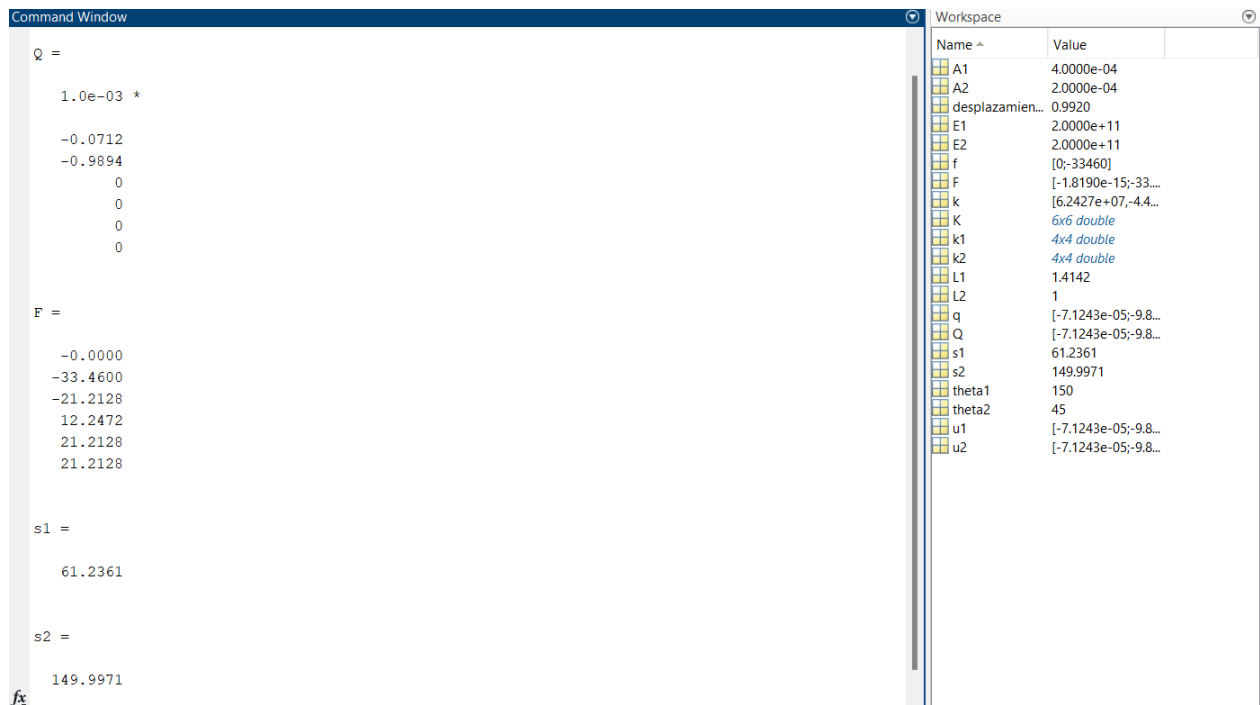 Command Window
Q =
1.0e-03 *
-0.0712
-0.9894
0
0
0
0
F =
-0.0000
-33.4600
-21.2128
12.2472
21.2128
21.2128
s1 =
61.2361
s2 =
149.9971
fx
Workspace
Name Value
A1 4.0000e-04
A2 2.0000e-04
desplazamien... 0.9920
E1 2.0000e+11
E2 2.0000e+11
f [0;-33460]
F [-1.8190e-15;-33....
k [6.2427e+07,-4.4...
K 6x6 double
k1 4x4 double
k2 4x4 double
L1 1.4142
L2 1
q [-7.1243e-05;-9.8...
Q [-7.1243e-05;-9.8...
s1 61.2361
s2 149.9971
theta1 150
theta2 45
u1 [-7.1243e-05;-9.8...
u2 [-7.1243e-05;-9.8...